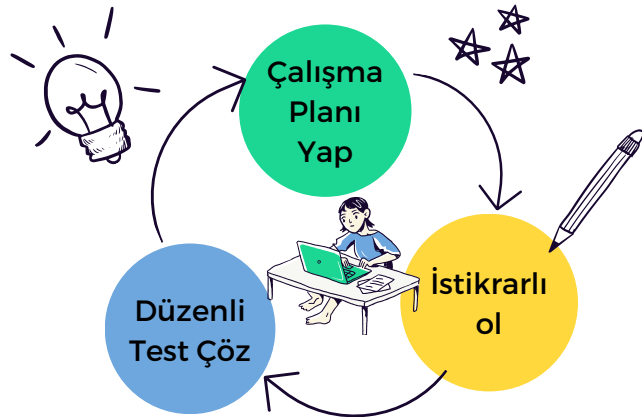 Çalışma
Planı
Yap
İstikrarlı
ol
Düzenli
Test Çöz